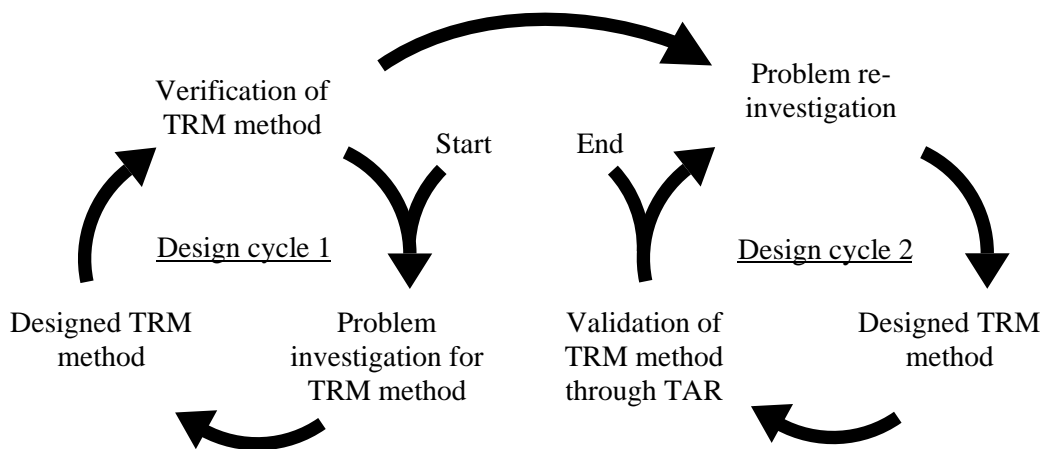 Verification of
TRM method
Problem re-
investigation
Start
End
Design cycle 1
Design cycle 2
Designed TRM
method
Problem
investigation for
TRM method
Validation of
TRM method
through TAR
Designed TRM
method